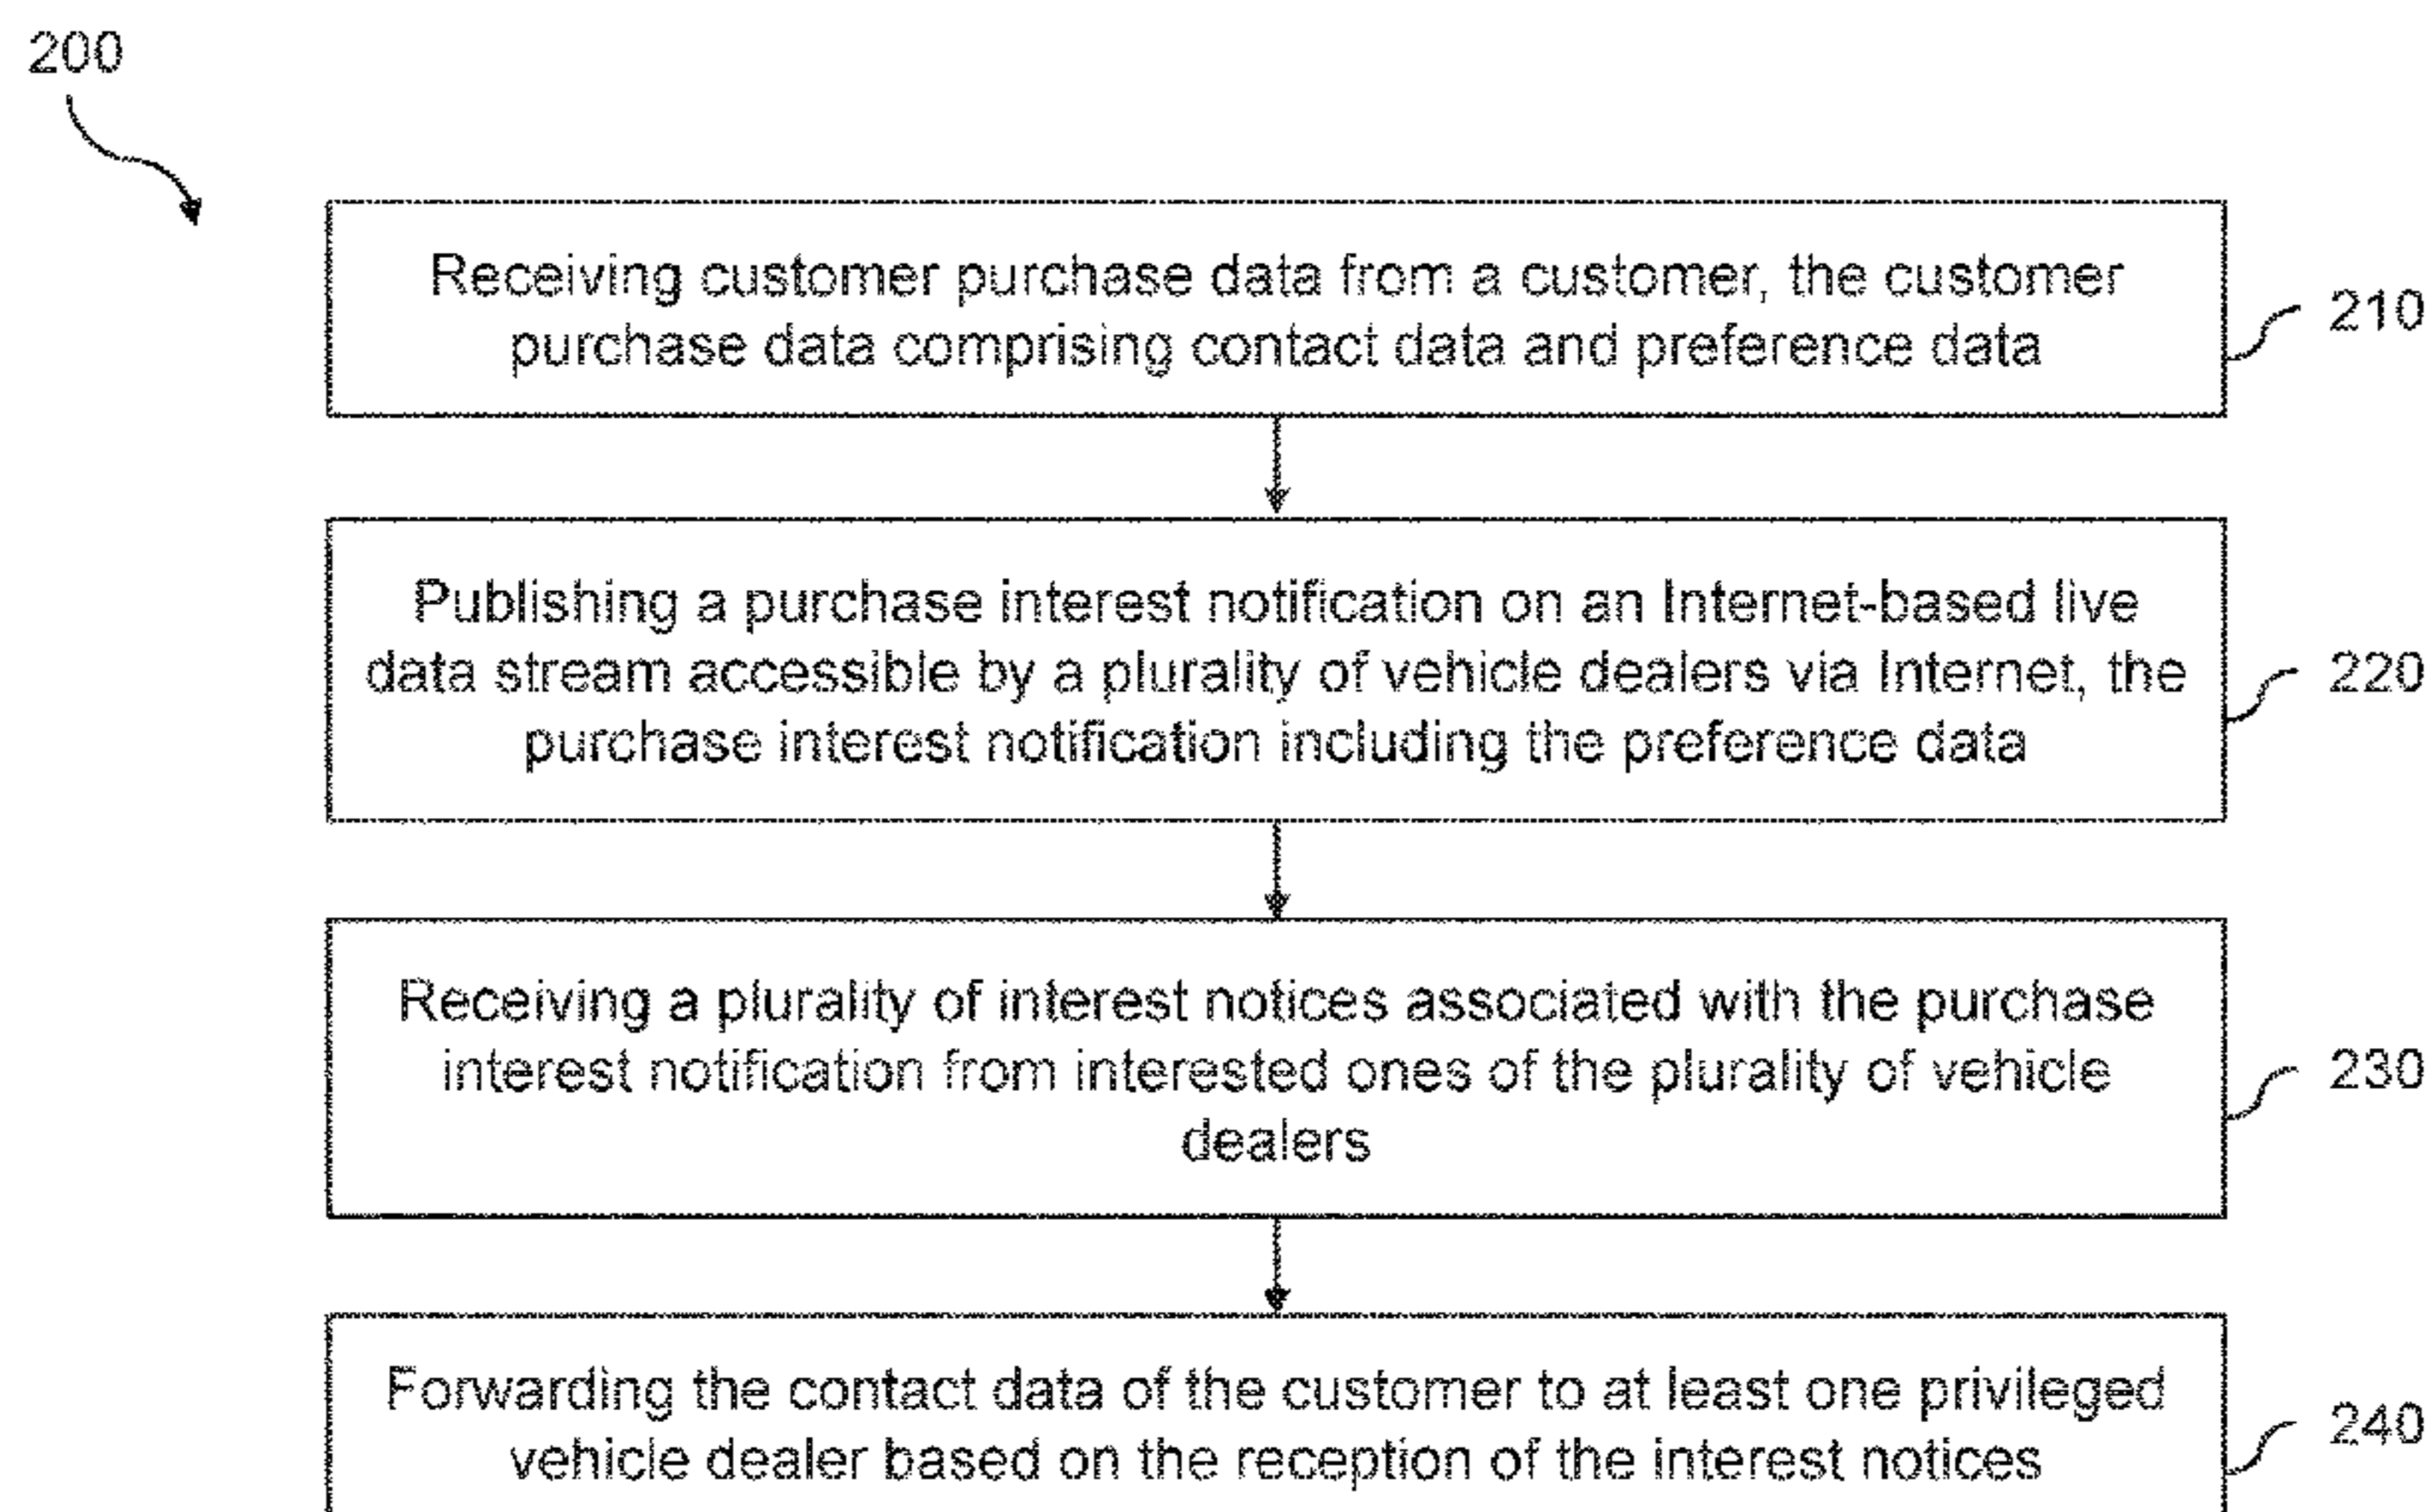 200
Receiving customer purchase data from a customer, the customer
purchase data comprising contact data and preference data
210
Publishing a purchase interest notification on an Internet-based live
data stream accessible by a plurality of vehicle dealers via Internet, the
purchase interest notification including the preference data
220
Receiving a plurality of interest notices associated with the purchase
interest notification from interested ones of the plurality of vehicle
dealers
230
Forwarding the contact data of the customer to at least one privileged
vehicle dealer based on the reception of the interest notices
240